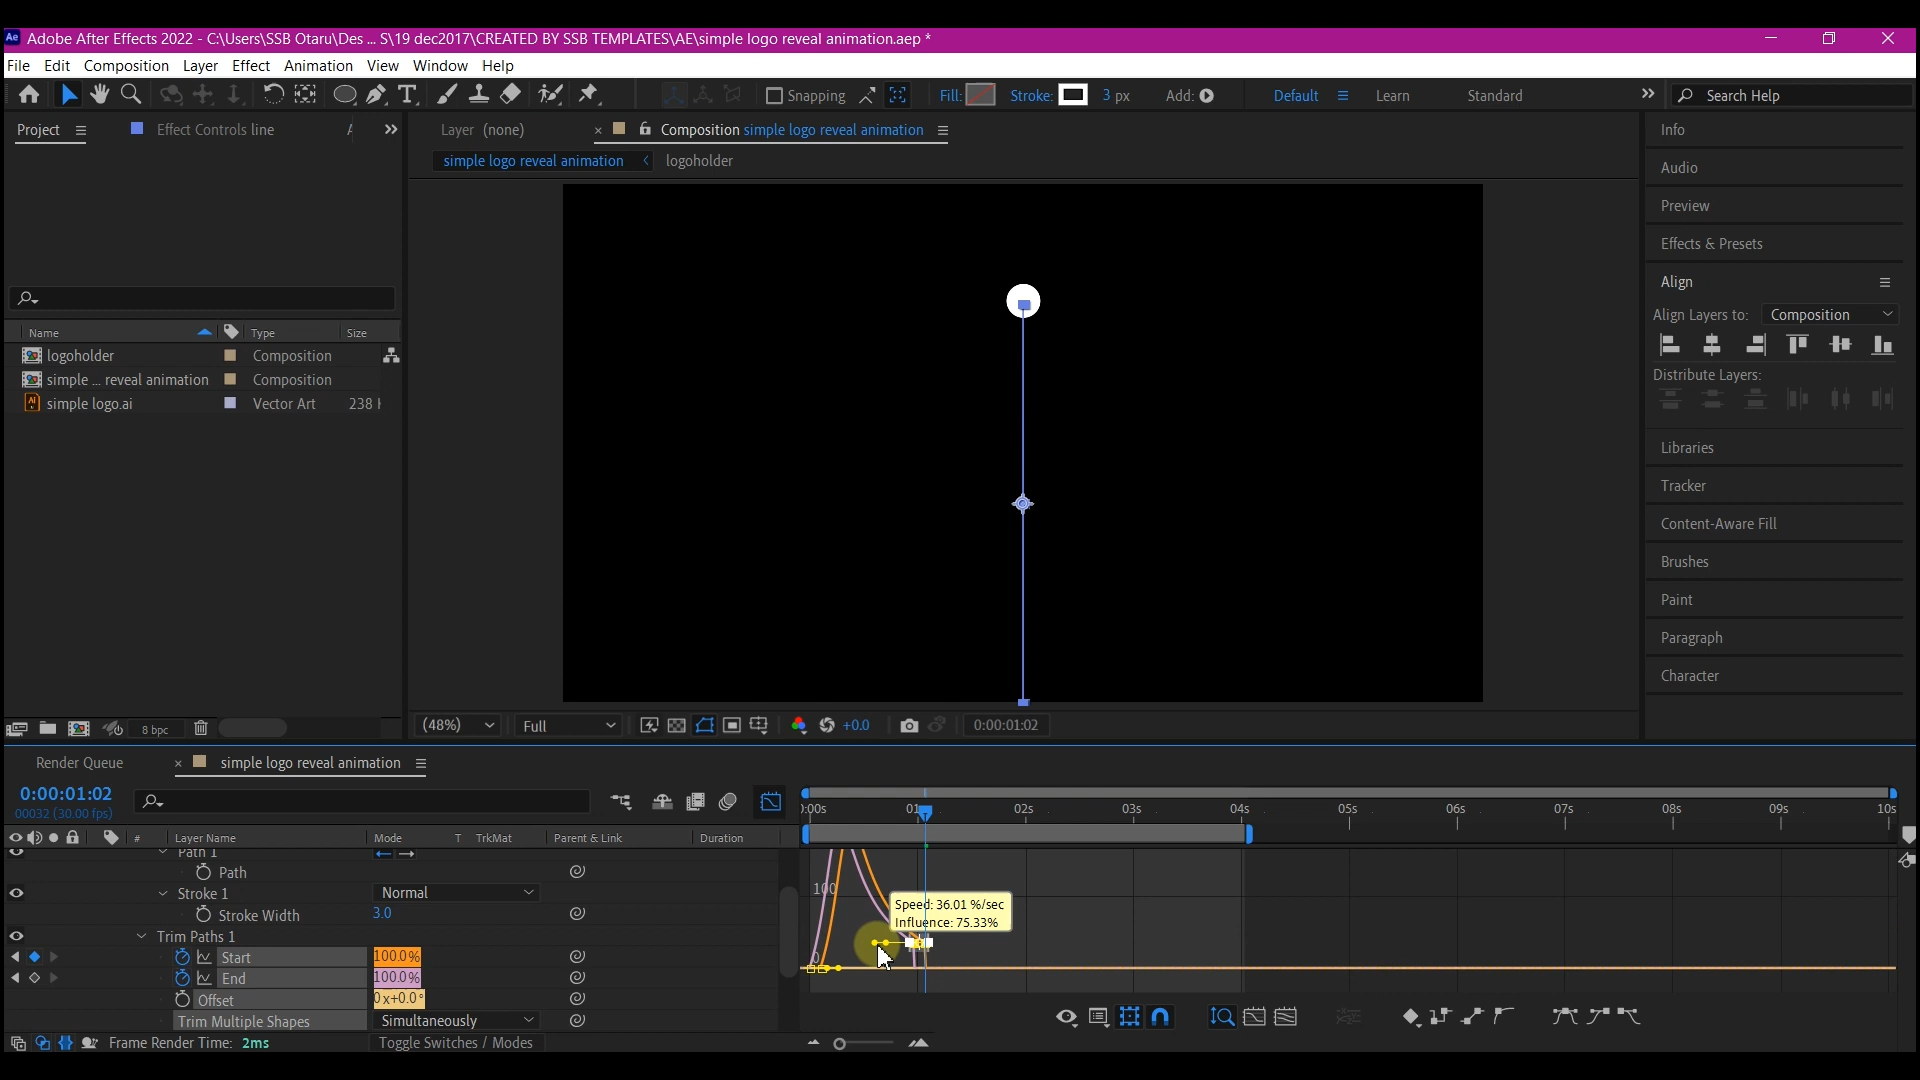 Ae Adobe After Effects 2022 - C:\Users\SSB Otaru\Des ... S\19 dec2017\CREATED BY SSB TEMPLATES\AE\simple logo reveal animation.aep *
File Edit Composition Layer Effect Animation View Window Help
Snapping Fill: Stroke: 3 px Add: Default Learn Standard Search Help
Project Effect Controls line
Layer (none) Composition simple logo reveal animation
simple logo reveal animation logoholder
Name Type Size
logoholder Composition
simple ... reveal animation Composition
simple logo.ai Vector Art 238
8 bpc
(48%) Full +0.0 0:00:01:02
Info
Audio
Preview
Effects & Presets
Align
Align Layers to: Composition
Distribute Layers:
Libraries
Tracker
Content-Aware Fill
Brushes
Paint
Paragraph
Character
Render Queue simple logo reveal animation
0:00:01:02
00032 (30.00 fps)
# Layer Name Mode T TrkMat Parent & Link Duration
Path 1
Path
Stroke 1 Normal
Stroke Width 3.0
Trim Paths 1
Start 100.0%
End 100.0%
Offset 0x+0.0°
Trim Multiple Shapes Simultaneously
Frame Render Time: 2ms Toggle Switches / Modes
):00s 01 02s 03s 04s 05s 06s 07s 08s 09s 10s
100
Speed: 36.01 %/sec
Influence: 75.33%
0